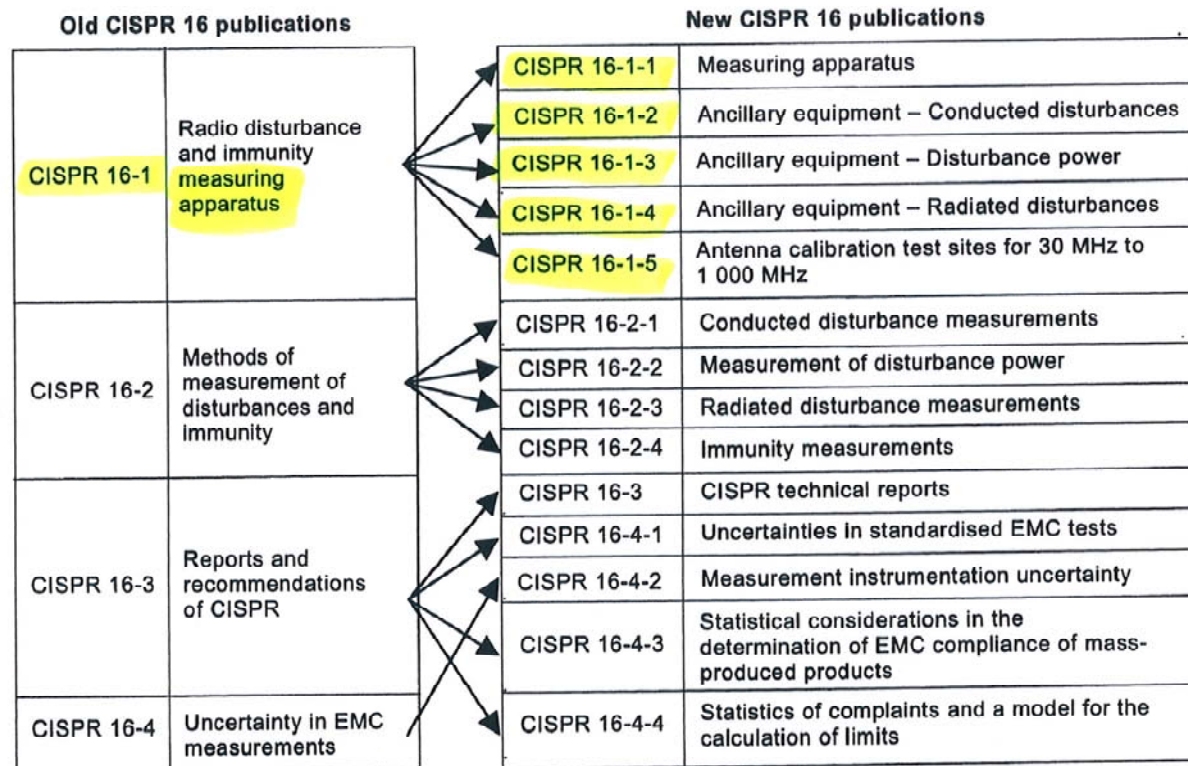 Old CISPR 16 publications
New CISPR 16 publications
CISPR 16-1
Radio disturbance
and immunity
measuring
apparatus
CISPR 16-2
Methods of
measurement of
disturbances and
immunity
CISPR 16-3
Reports and
recommendations
of CISPR
CISPR 16-4
Uncertainty in EMC
measurements
CISPR 16-1-1
Measuring apparatus
CISPR 16-1-2
Ancillary equipment – Conducted disturbances
CISPR 16-1-3
Ancillary equipment – Disturbance power
CISPR 16-1-4
Ancillary equipment – Radiated disturbances
CISPR 16-1-5
Antenna calibration test sites for 30 MHz to
1 000 MHz
CISPR 16-2-1
Conducted disturbance measurements
CISPR 16-2-2
Measurement of disturbance power
CISPR 16-2-3
Radiated disturbance measurements
CISPR 16-2-4
Immunity measurements
CISPR 16-3
CISPR technical reports
CISPR 16-4-1
Uncertainties in standardised EMC tests
CISPR 16-4-2
Measurement instrumentation uncertainty
CISPR 16-4-3
Statistical considerations in the
determination of EMC compliance of mass-
produced products
CISPR 16-4-4
Statistics of complaints and a model for the
calculation of limits